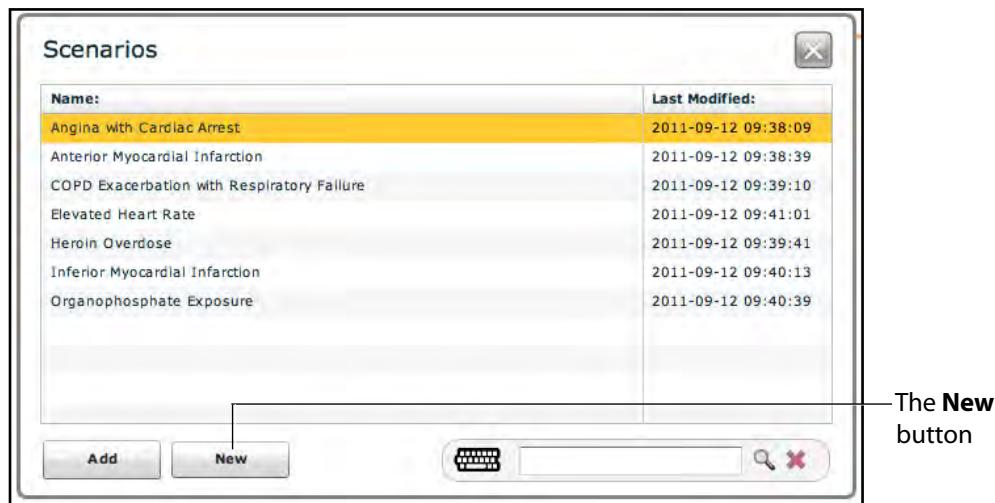 Scenarios
Name: Last Modified:
Angina with Cardiac Arrest 2011-09-12 09:38:09
Anterior Myocardial Infarction 2011-09-12 09:38:39
COPD Exacerbation with Respiratory Failure 2011-09-12 09:39:10
Elevated Heart Rate 2011-09-12 09:41:01
Heroin Overdose 2011-09-12 09:39:41
Inferior Myocardial Infarction 2011-09-12 09:40:13
Organophosphate Exposure 2011-09-12 09:40:39
The New
button
Add New